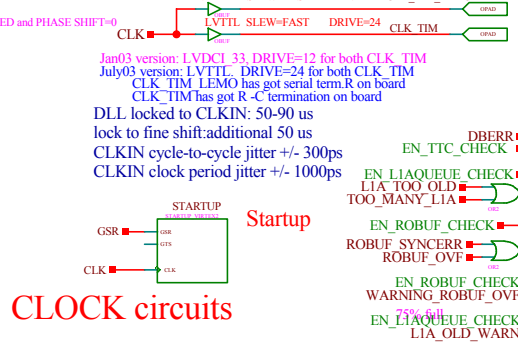 OBUF
OPAD
ED and PHASE SHIFT=0
LVTTL SLEW=FAST DRIVE=24
CLK
CLK_TIM
OPAD
OBUF
Jan03 version: LVDCI_33, DRIVE=12 for both CLK_TIM
July03 version: LVTTL. DRIVE=24 for both CLK_TIM
CLK_TIM_LEMO has got serial term.R on board
CLK_TIM has got R -C termination on board
DLL locked to CLKIN: 50-90 us
lock to fine shift:additional 50 us
CLKIN cycle-to-cycle jitter +/- 300ps
CLKIN clock period jitter +/- 1000ps
DBERR
EN_TTC_CHECK
EN_L1AQUEUE_CHECK
L1A_TOO_OLD
TOO_MANY_L1A
OR2
STARTUP
STARTUP_VIRTEX2
Startup
GSR
GSR
GTS
CLK
CLK
EN_ROBUF_CHECK
ROBUF_SYNCERR
ROBUF_OVF
OR2
CLOCK circuits
EN_ROBUF_CHECK
WARNING_ROBUF_OVF
75% full
EN_L1AQUEUE_CHECK
L1A_OLD_WARN